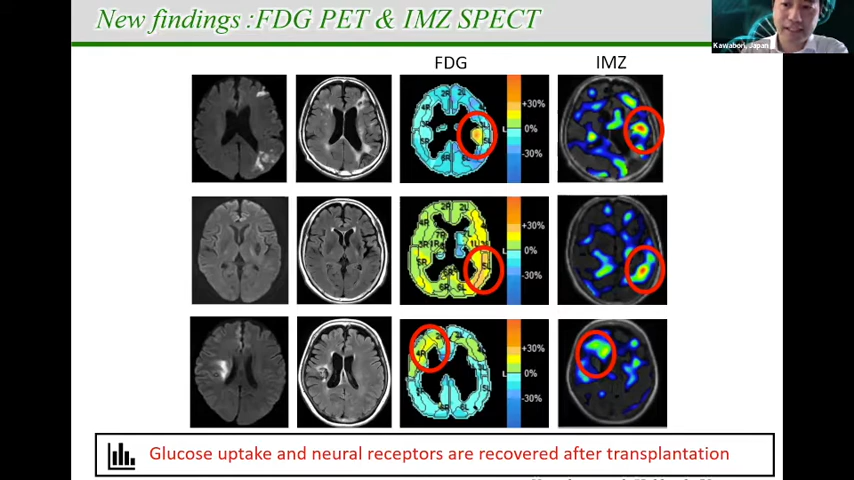 New findings :FDG PET & IMZ SPECT
Kawabori, Japan
FDG
IMZ
+30%
0%
-30%
+30%
0%
-30%
+30%
0%
-30%
Glucose uptake and neural receptors are recovered after transplantation